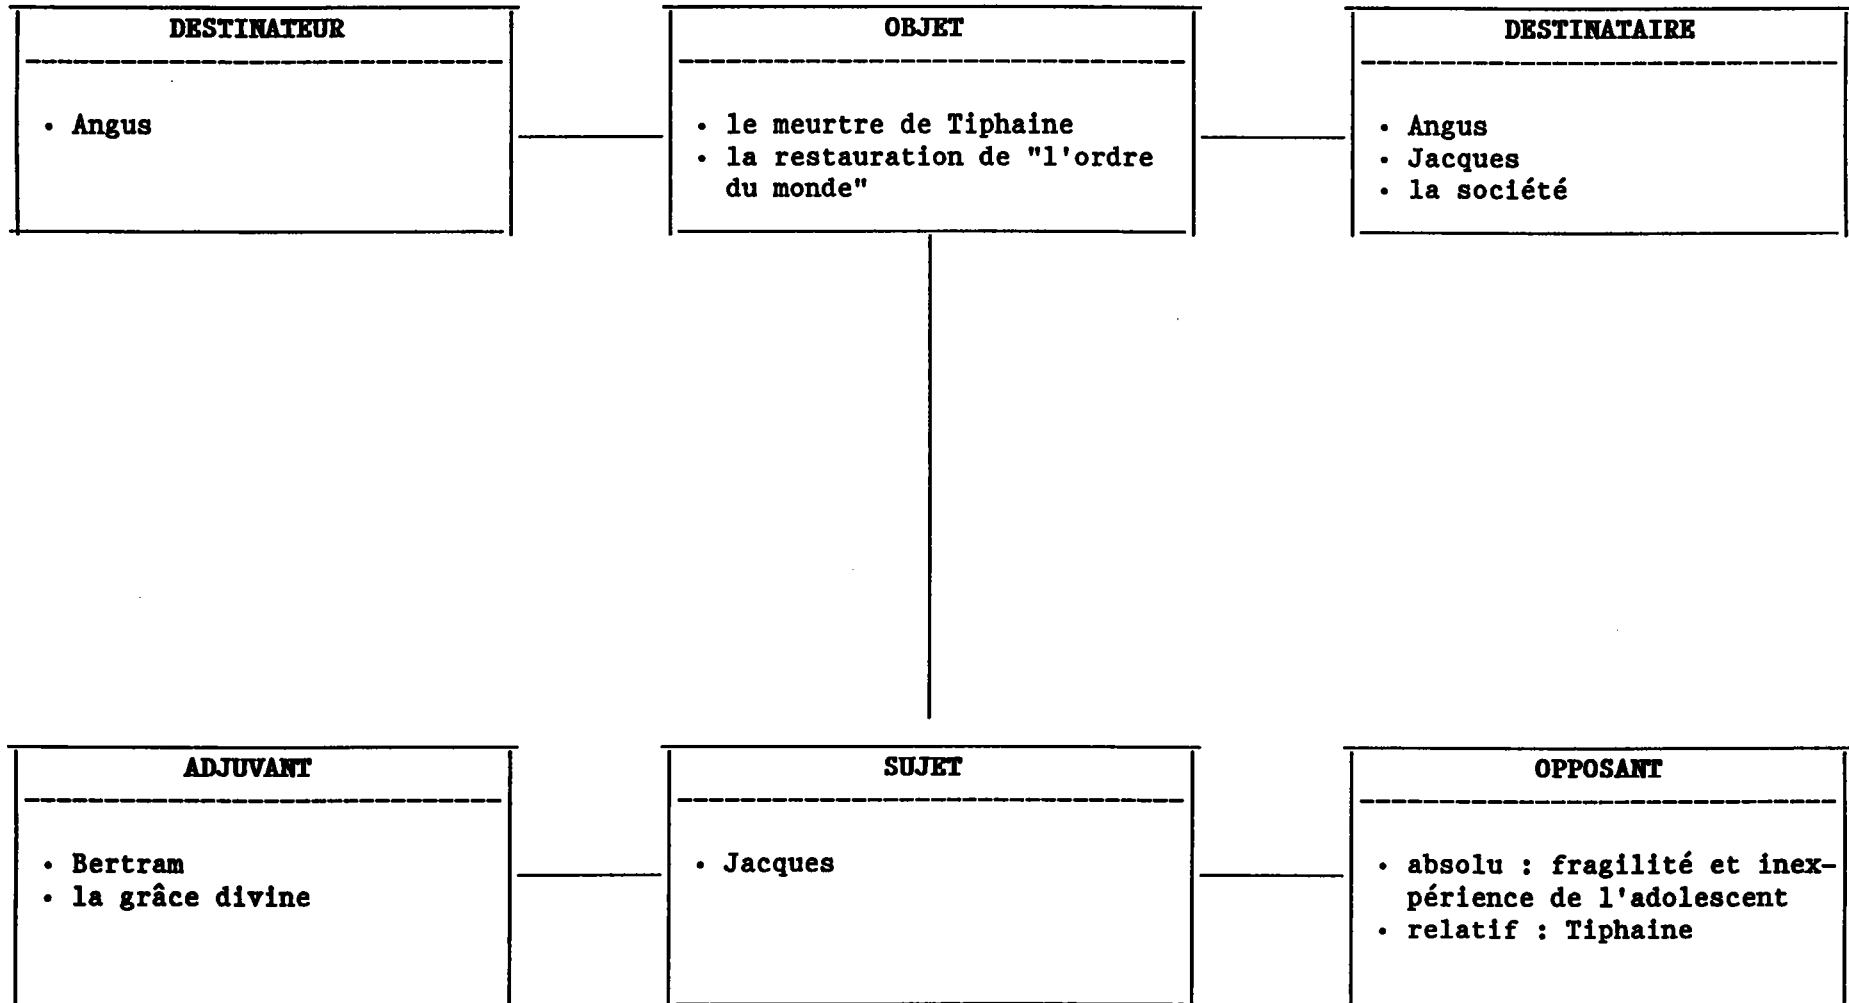 DESTINATEUR
• Angus
OBJET
• le meurtre de Tiphaine
• la restauration de "l'ordre
du monde"
DESTINATAIRE
• Angus
• Jacques
• la société
ADJUVANT
• Bertram
• la grâce divine
SUJET
• Jacques
OPPOSANT
• absolu : fragilité et inex-
périence de l'adolescent
• relatif : Tiphaine